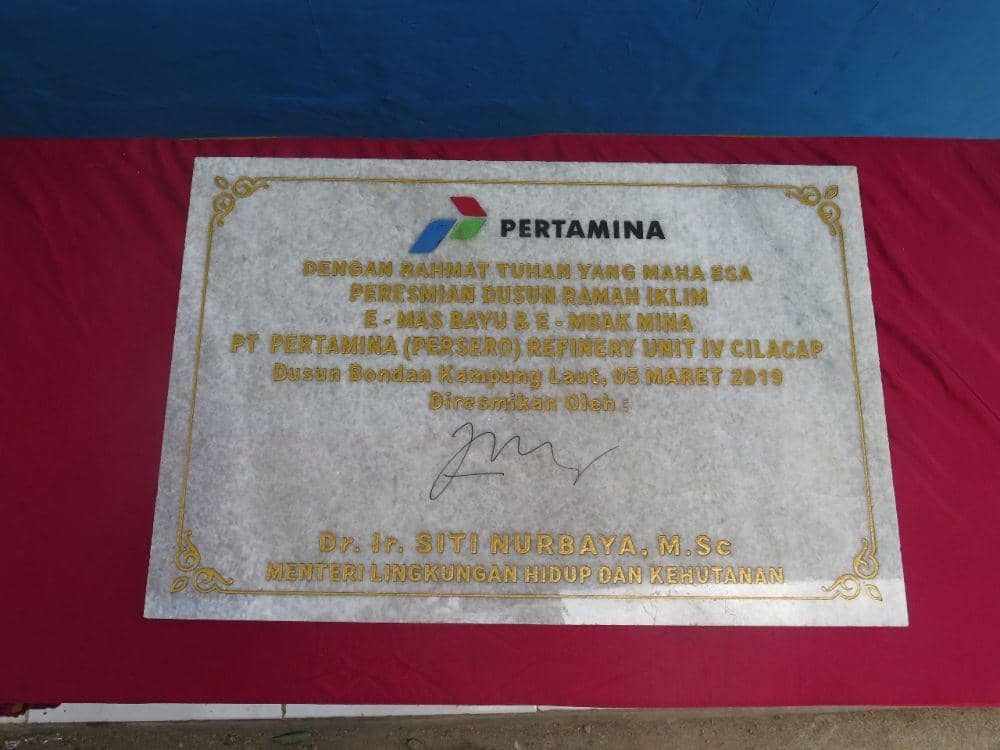 PERTAMINA
DENGAN RAHMAT TUHAN YANG MAHA ESA
PERESMIAN DUSUN RAMAH IKLIM
E - MAS BAYU & E - MBAK MINA
PT PERTAMINA (PERSERO) REFINERY UNIT IV CILACAP
Dusun Bondan Kampung Laut, 05 MARET 2019
Diresmikan Oleh :
Dr. Ir. SITI NURBAYA, M.Sc
MENTERI LINGKUNGAN HIDUP DAN KEHUTANAN